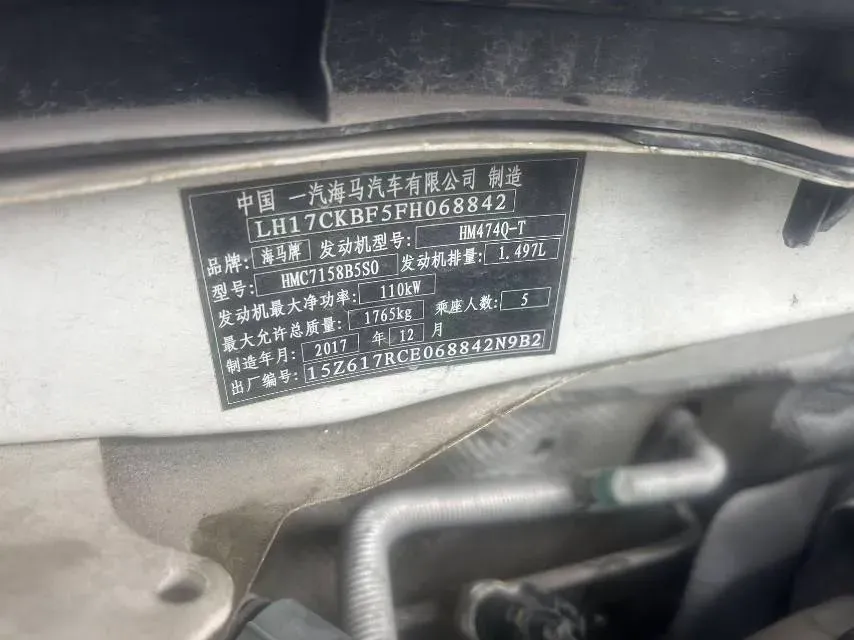 中国 一汽海马汽车有限公司 制造
LH17CKBF5FH068842
品牌: 海马牌 发动机型号: HM474Q-T
型号: HMC7158B5S0 发动机排量: 1.497L
发动机最大净功率: 110kW
最大允许总质量: 1765kg 乘座人数: 5
制造年月: 2017 年 12 月
出厂编号: 15Z617RCE068842N9B2